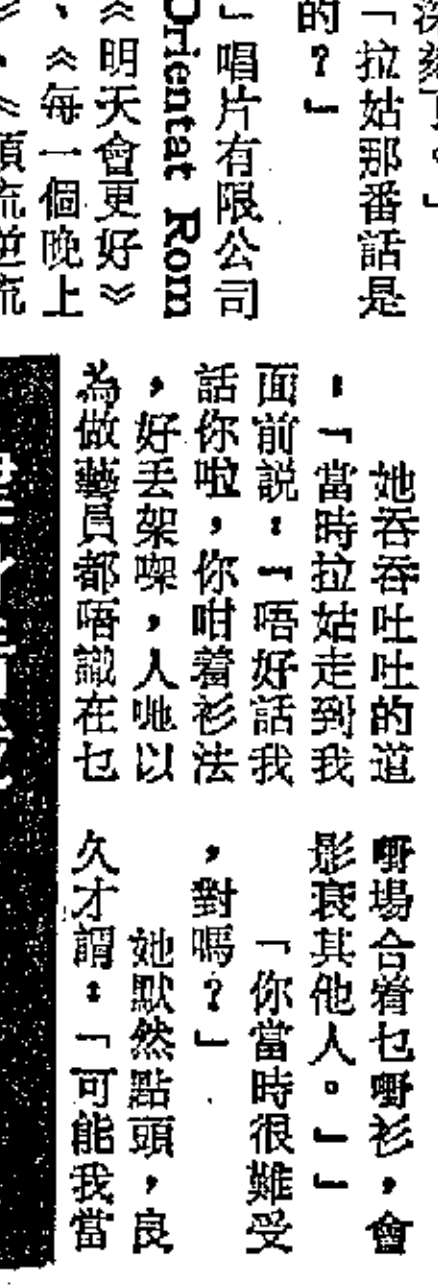 深刻了。」
「拉姑那番話是
的？」
」唱片有限公司
Orientat Rom
《明天會更好》
、《每一個晚上
》、《順流逆流
她吞吞吐吐的道
：「當時拉姑走到我
面前説：「唔好話我
話你啦，你咁着衫法
，好丢架㗎，人哋以
為做藝員都唔識在乜
嘢場合着乜嘢衫，會
影衰其他人。」」
「你當時很難受
，對嗎？」
她默然點頭，良
久才謂：「可能我當